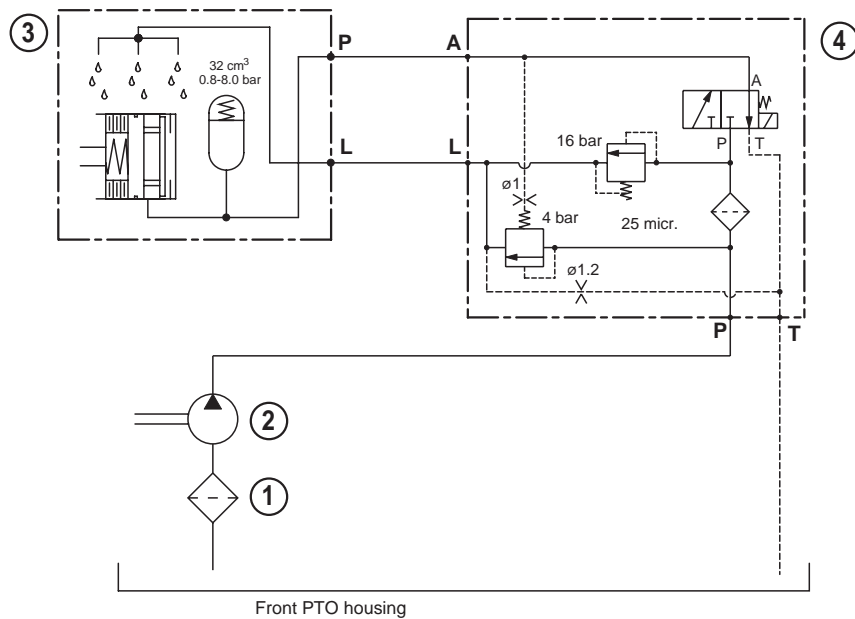 3
P
A
4
32 cm³
0.8-8.0 bar
A
16 bar
P
T
L
L
ø1
4 bar
25 micr.
ø1.2
P
T
2
1
Front PTO housing